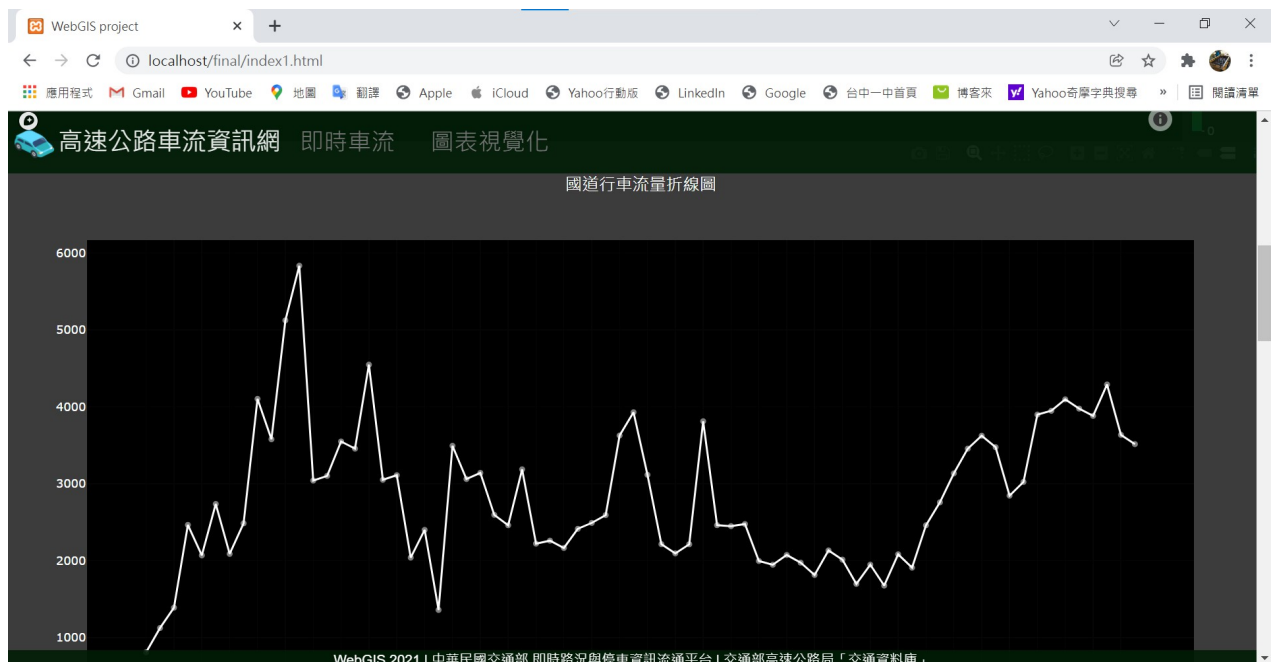 WebGIS project
localhost/final/index1.html
應用程式 Gmail YouTube 地圖 翻譯 Apple iCloud Yahoo行動版 LinkedIn Google 台中一中首頁 博客來 Yahoo奇摩字典搜尋 » 閱讀清單
高速公路車流資訊網 即時車流 圖表視覺化
0
國道行車流量折線圖
6000
5000
4000
3000
2000
1000
WebGIS 2021 | 中華民國交通部 即時路況與停車資訊流通平台 | 交通部高速公路局「交通資料庫」